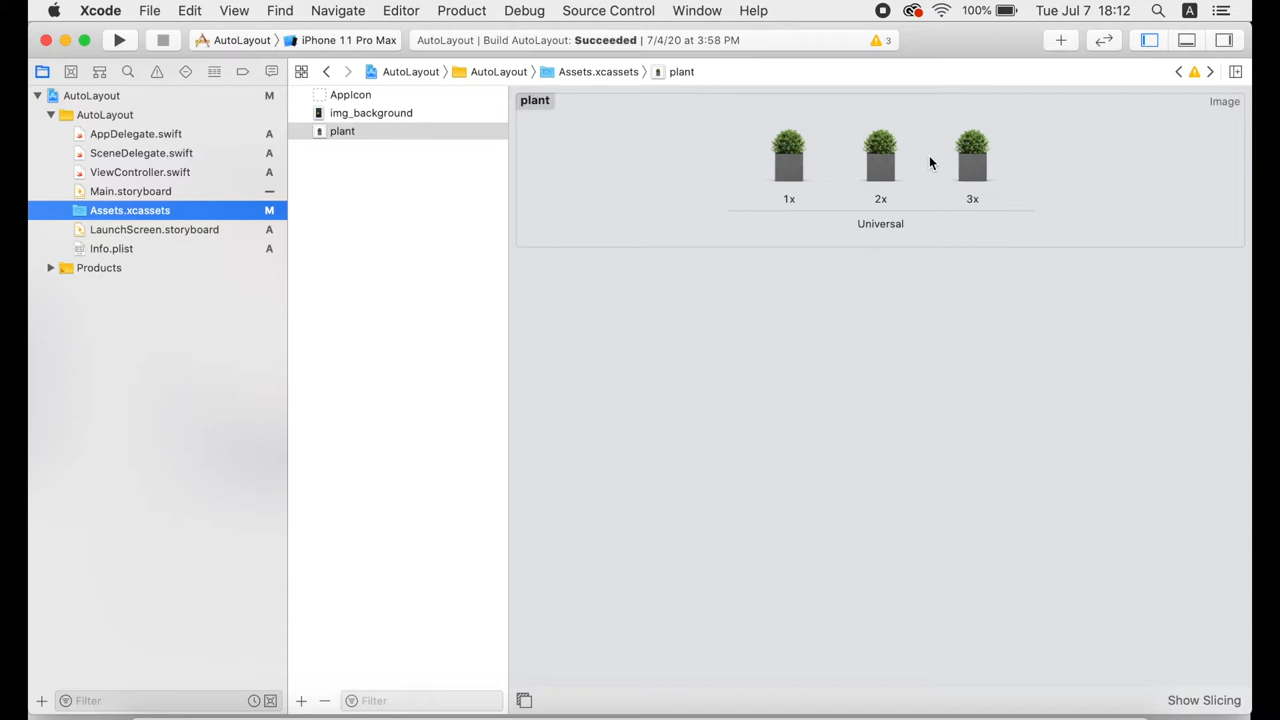 Xcode File Edit View Find Navigate Editor Product Debug Source Control Window Help 100% Tue Jul 7 18:12 A
AutoLayout iPhone 11 Pro Max AutoLayout | Build AutoLayout: Succeeded | 7/4/20 at 3:58 PM 3
AutoLayout AutoLayout Assets.xcassets plant
AutoLayout M
AutoLayout
AppDelegate.swift A
SceneDelegate.swift A
ViewController.swift A
Main.storyboard –
Assets.xcassets M
LaunchScreen.storyboard A
Info.plist A
Products
Filter
AppIcon
img_background
plant
Filter
plant Image
1x 2x 3x
Universal
Show Slicing